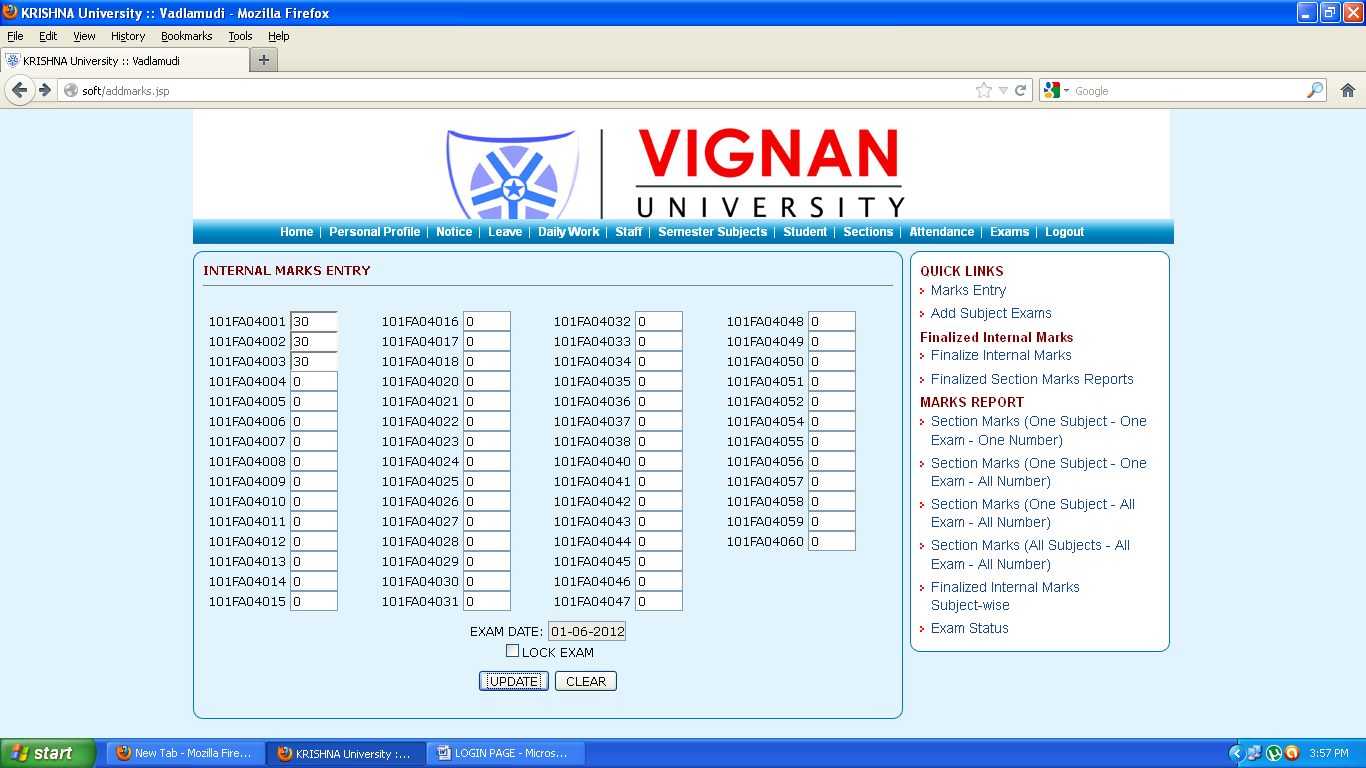 KRISHNA University :: Vadlamudi - Mozilla Firefox
File Edit View History Bookmarks Tools Help
KRISHNA University :: Vadlamudi
soft/addmarks.jsp
Google
VIGNAN
UNIVERSITY
Home | Personal Profile | Notice | Leave | Daily Work | Staff | Semester Subjects | Student | Sections | Attendance | Exams | Logout
INTERNAL MARKS ENTRY
101FA04001 30 101FA04016 0 101FA04032 0 101FA04048 0
101FA04002 30 101FA04017 0 101FA04033 0 101FA04049 0
101FA04003 30 101FA04018 0 101FA04034 0 101FA04050 0
101FA04004 0 101FA04020 0 101FA04035 0 101FA04051 0
101FA04005 0 101FA04021 0 101FA04036 0 101FA04052 0
101FA04006 0 101FA04022 0 101FA04037 0 101FA04054 0
101FA04007 0 101FA04023 0 101FA04038 0 101FA04055 0
101FA04008 0 101FA04024 0 101FA04040 0 101FA04056 0
101FA04009 0 101FA04025 0 101FA04041 0 101FA04057 0
101FA04010 0 101FA04026 0 101FA04042 0 101FA04058 0
101FA04011 0 101FA04027 0 101FA04043 0 101FA04059 0
101FA04012 0 101FA04028 0 101FA04044 0 101FA04060 0
101FA04013 0 101FA04029 0 101FA04045 0
101FA04014 0 101FA04030 0 101FA04046 0
101FA04015 0 101FA04031 0 101FA04047 0
EXAM DATE: 01-06-2012
LOCK EXAM
UPDATE CLEAR
QUICK LINKS
Marks Entry
Add Subject Exams
Finalized Internal Marks
Finalize Internal Marks
Finalized Section Marks Reports
MARKS REPORT
Section Marks (One Subject - One
Exam - One Number)
Section Marks (One Subject - One
Exam - All Number)
Section Marks (One Subject - All
Exam - All Number)
Section Marks (All Subjects - All
Exam - All Number)
Finalized Internal Marks
Subject-wise
Exam Status
start New Tab - Mozilla Fire... KRISHNA University :... LOGIN PAGE - Micros... 3:57 PM